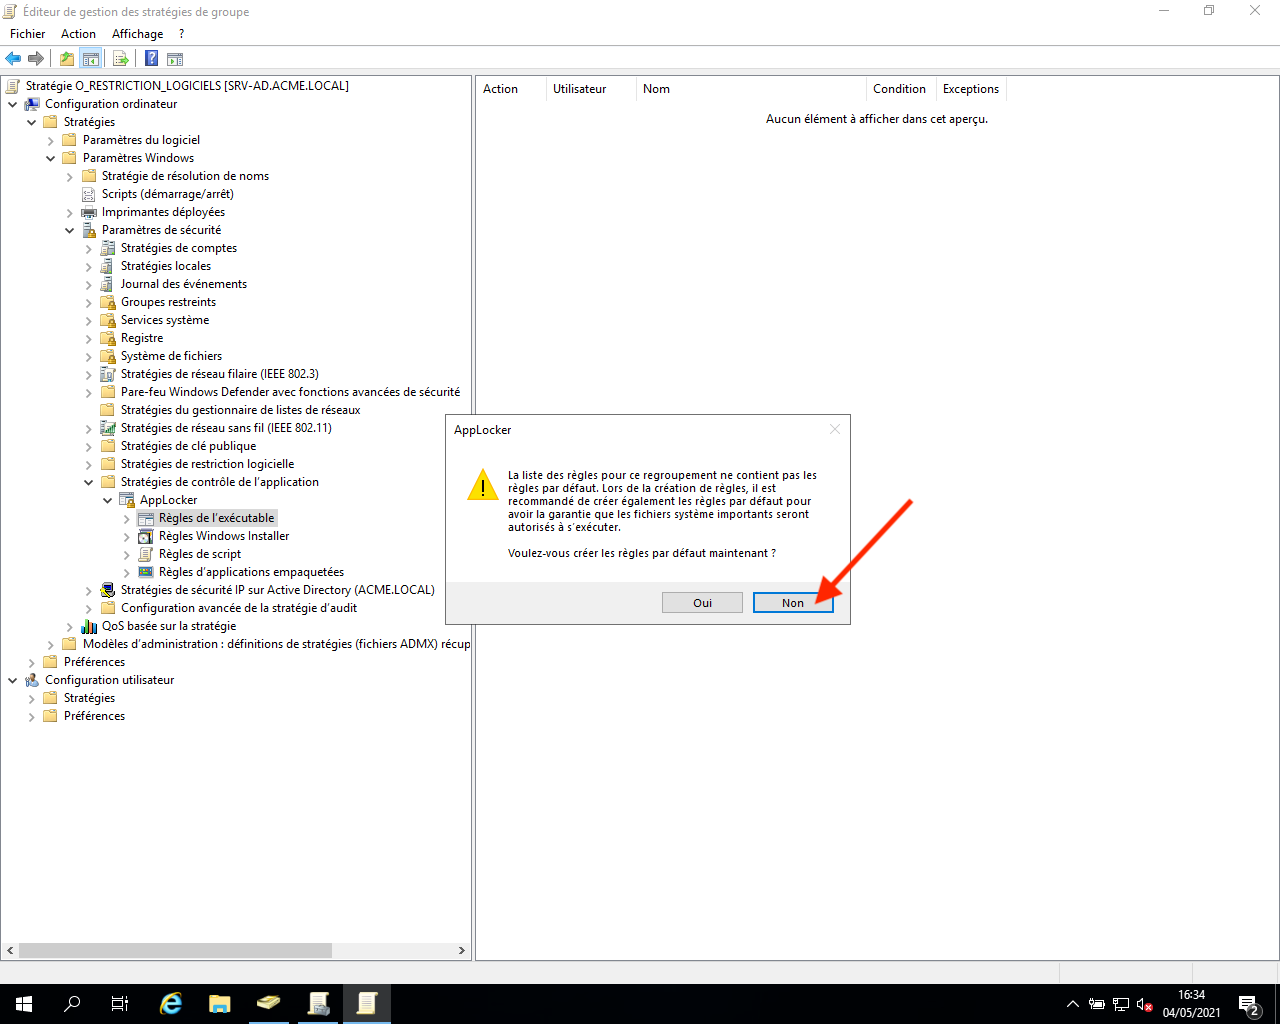 Éditeur de gestion des stratégies de groupe
Fichier Action Affichage ?
Stratégie O_RESTRICTION_LOGICIELS [SRV-AD.ACME.LOCAL]
Configuration ordinateur
Stratégies
Paramètres du logiciel
Paramètres Windows
Stratégie de résolution de noms
Scripts (démarrage/arrêt)
Imprimantes déployées
Paramètres de sécurité
Stratégies de comptes
Stratégies locales
Journal des événements
Groupes restreints
Services système
Registre
Système de fichiers
Stratégies de réseau filaire (IEEE 802.3)
Pare-feu Windows Defender avec fonctions avancées de sécurité
Stratégies du gestionnaire de listes de réseaux
Stratégies de réseau sans fil (IEEE 802.11)
Stratégies de clé publique
Stratégies de restriction logicielle
Stratégies de contrôle de l'application
AppLocker
Règles de l'exécutable
Règles Windows Installer
Règles de script
Règles d'applications empaquetées
Stratégies de sécurité IP sur Active Directory (ACME.LOCAL)
Configuration avancée de la stratégie d'audit
QoS basée sur la stratégie
Modèles d'administration : définitions de stratégies (fichiers ADMX) récup
Préférences
Configuration utilisateur
Stratégies
Préférences
Action Utilisateur Nom Condition Exceptions
Aucun élément à afficher dans cet aperçu.
AppLocker
La liste des règles pour ce regroupement ne contient pas les
règles par défaut. Lors de la création de règles, il est
recommandé de créer également les règles par défaut pour
avoir la garantie que les fichiers système importants seront
autorisés à s'exécuter.
Voulez-vous créer les règles par défaut maintenant ?
Oui Non
16:34
04/05/2021
2